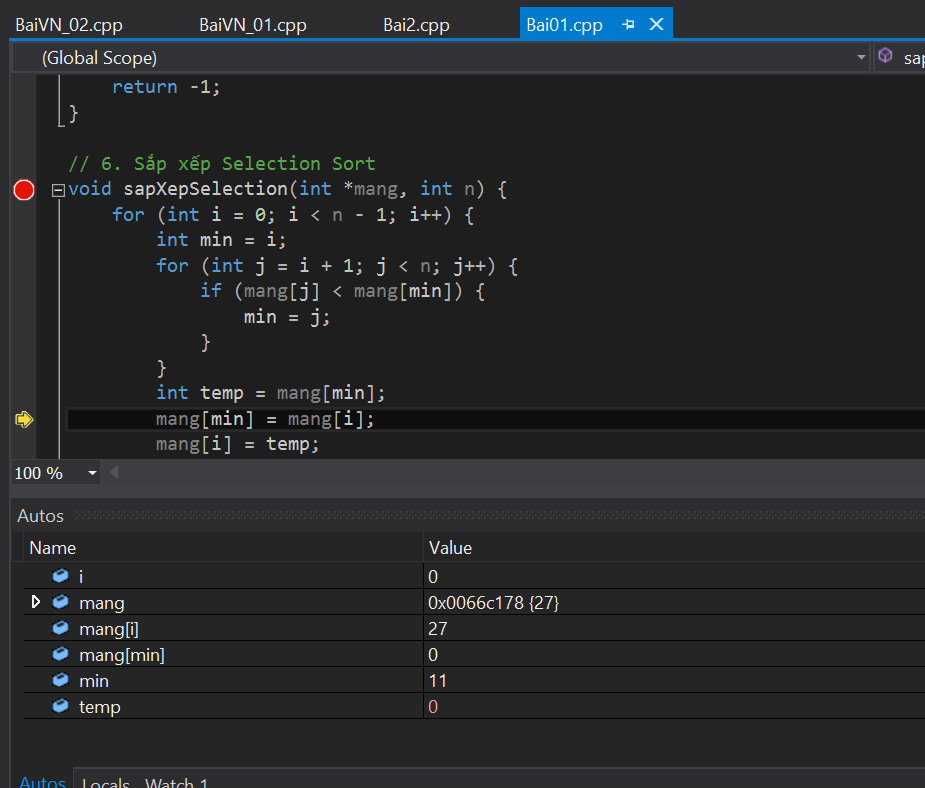 BaiVN_02.cpp BaiVN_01.cpp Bai2.cpp Bai01.cpp
(Global Scope)
return -1;
}
// 6. Sắp xếp Selection Sort
void sapXepSelection(int *mang, int n) {
for (int i = 0; i < n - 1; i++) {
int min = i;
for (int j = i + 1; j < n; j++) {
if (mang[j] < mang[min]) {
min = j;
}
}
int temp = mang[min];
mang[min] = mang[i];
mang[i] = temp;
100 %
Autos
Name Value
i 0
mang 0x0066c178 {27}
mang[i] 27
mang[min] 0
min 11
temp 0
Autos Locals Watch 1